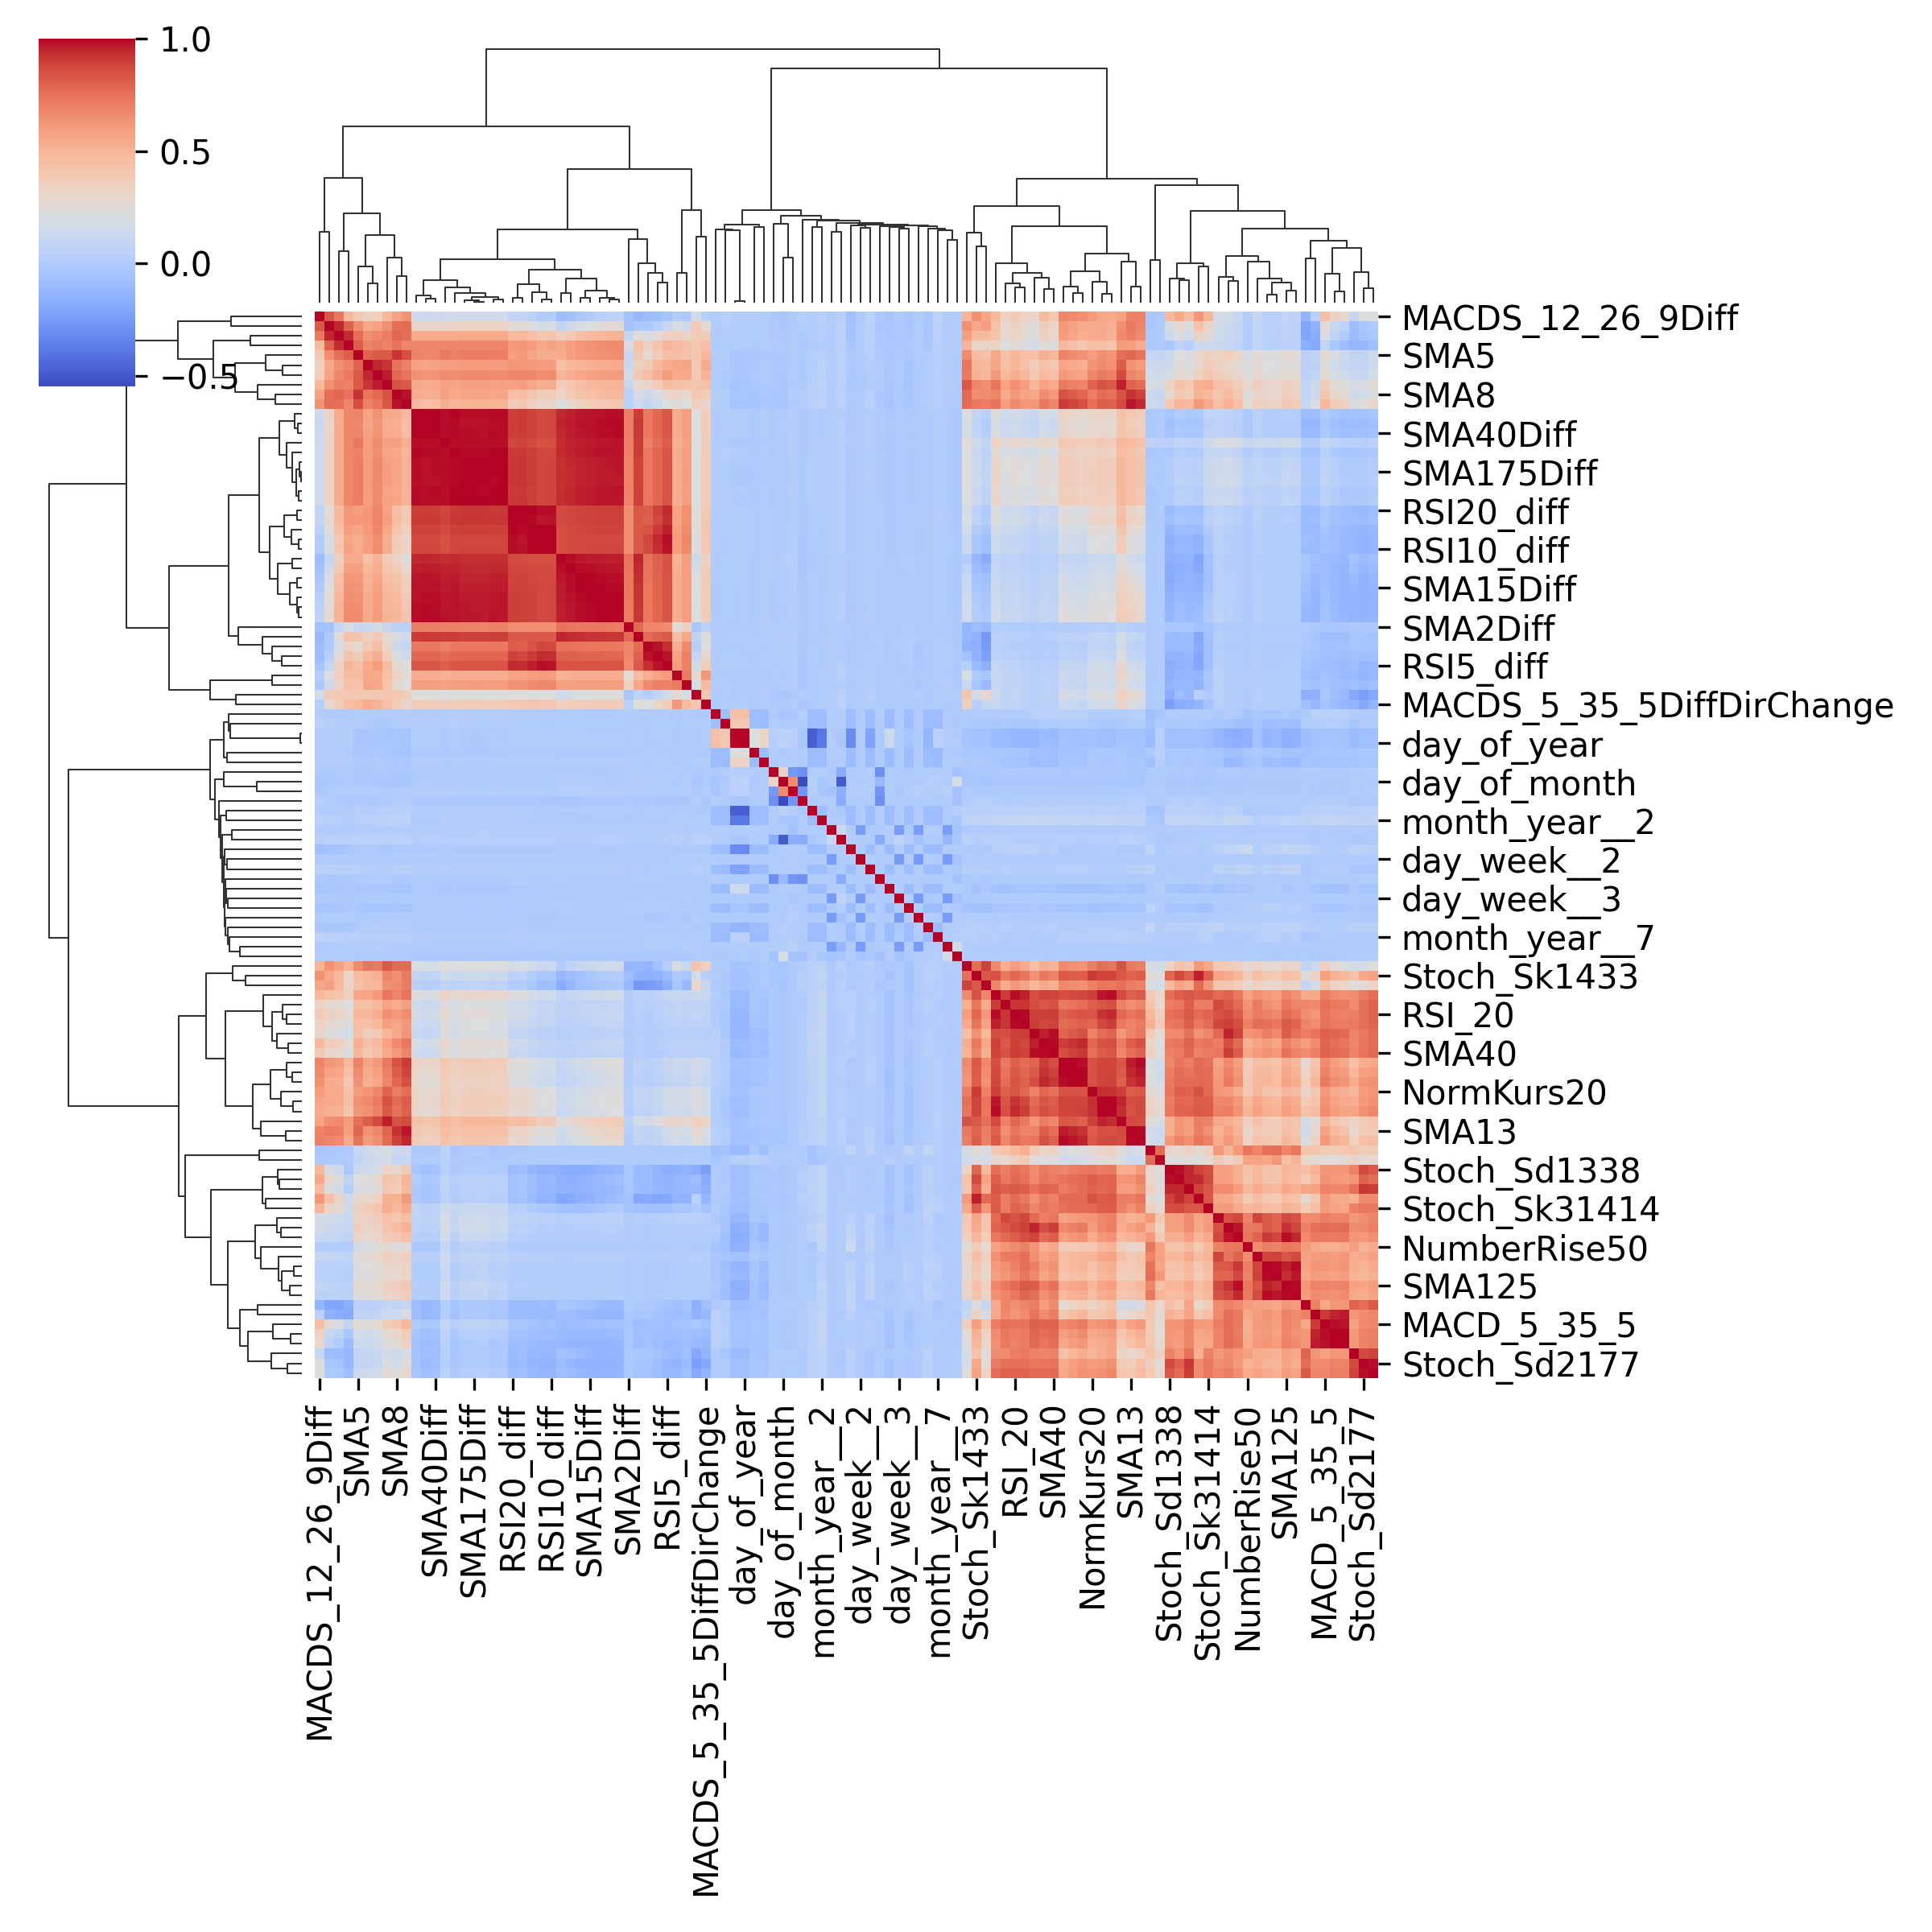 1.0
0.5
0.0
−0.5
MACDS_12_26_9Diff
SMA5
SMA8
SMA40Diff
SMA175Diff
RSI20_diff
RSI10_diff
SMA15Diff
SMA2Diff
RSI5_diff
MACDS_5_35_5DiffDirChange
day_of_year
day_of_month
month_year__2
day_week__2
day_week__3
month_year__7
Stoch_Sk1433
RSI_20
SMA40
NormKurs20
SMA13
Stoch_Sd1338
Stoch_Sk31414
NumberRise50
SMA125
MACD_5_35_5
Stoch_Sd2177
MACDS_12_26_9Diff
SMA5
SMA8
SMA40Diff
SMA175Diff
RSI20_diff
RSI10_diff
SMA15Diff
SMA2Diff
RSI5_diff
MACDS_5_35_5DiffDirChange
day_of_year
day_of_month
month_year__2
day_week__2
day_week__3
month_year__7
Stoch_Sk1433
RSI_20
SMA40
NormKurs20
SMA13
Stoch_Sd1338
Stoch_Sk31414
NumberRise50
SMA125
MACD_5_35_5
Stoch_Sd2177